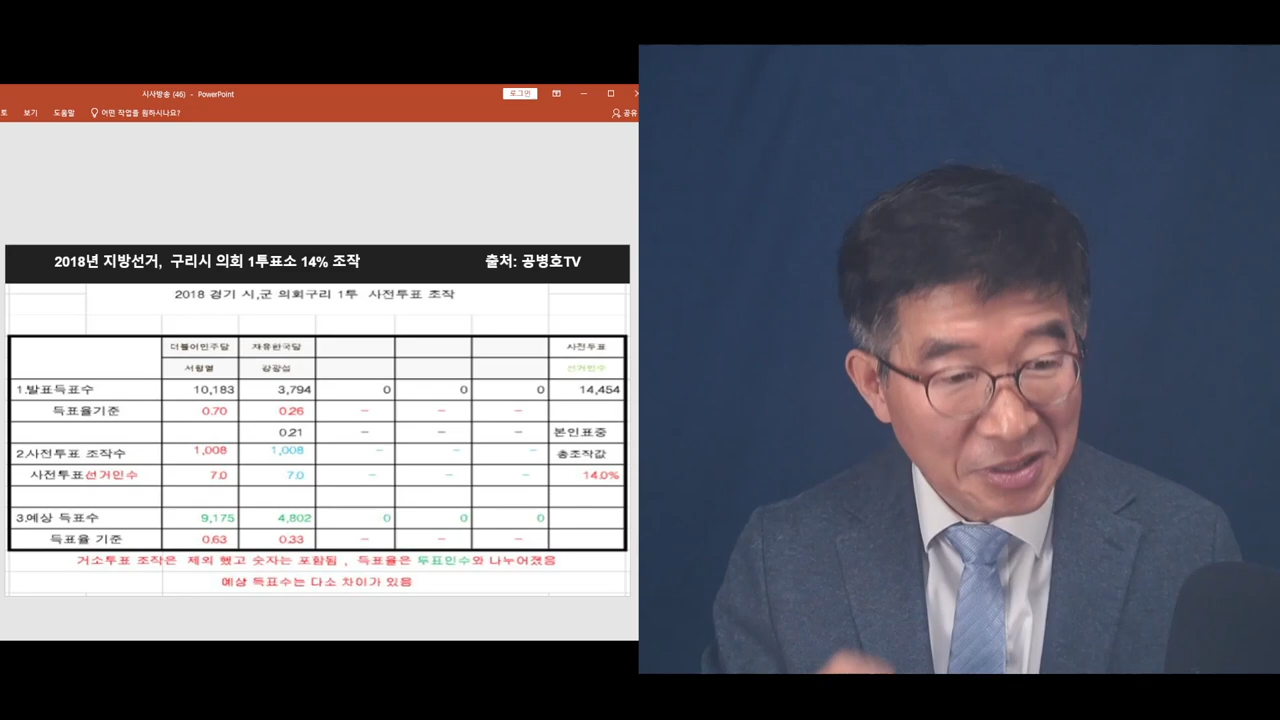 시사방송 (46) - PowerPoint
로그인
토 보기 도움말 어떤 작업을 원하시나요? 공유
2018년 지방선거, 구리시 의회 1투표소 14% 조작 출처: 공병호TV
2018 경기 시,군 의회구리 1투 사전투표 조작
더불어민주당 자유한국당 사전투표
서형열 강광섭 선거인수
1.발표득표수 10,183 3,794 0 0 0 14,454
득표율기준 0.70 0.26 - - -
0.21 - - - 본인표중
2.사전투표 조작수 1,008 1,008 - - - 총조작값
사전투표선거인수 7.0 7.0 - - - 14.0%
3.예상 득표수 9,175 4,802 0 0 0
득표율 기준 0.63 0.33 - - -
거소투표 조작은 제외 했고 숫자는 포함됨 , 득표율은 투표인수와 나누어졌음
예상 득표수는 다소 차이가 있음